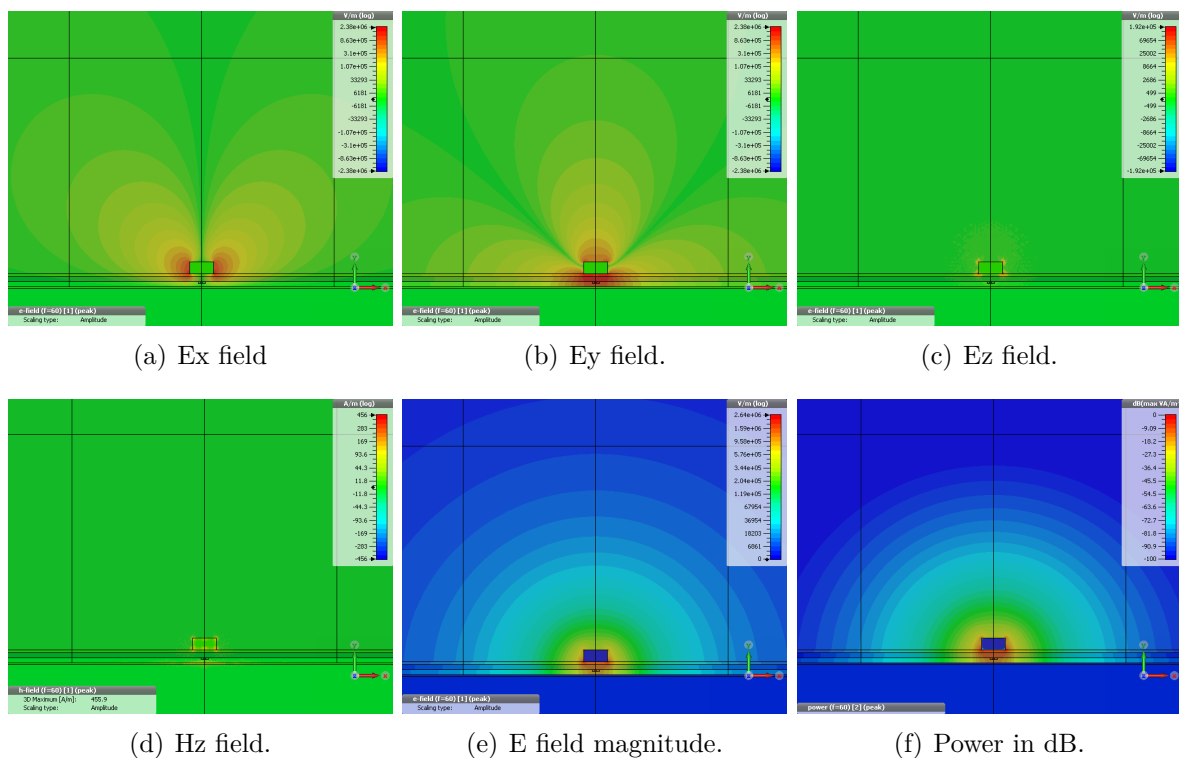 V/m (log)
2.38e+06
8.63e+05
3.1e+05
1.07e+05
33293
6181
-6181
-33293
-1.07e+05
-3.1e+05
-8.63e+05
-2.38e+06
e-field (f=60) [1] (peak)
Scaling type: Amplitude
(a) Ex field
V/m (log)
2.38e+06
8.63e+05
3.1e+05
1.07e+05
33293
6181
-6181
-33293
-1.07e+05
-3.1e+05
-8.63e+05
-2.38e+06
e-field (f=60) [1] (peak)
Scaling type: Amplitude
(b) Ey field.
V/m (log)
1.92e+05
69654
25002
8664
2686
499
-499
-2686
-8664
-25002
-69654
-1.92e+05
e-field (f=60) [1] (peak)
Scaling type: Amplitude
(c) Ez field.
A/m (log)
456
283
169
93.6
44.3
11.8
-11.8
-44.3
-93.6
-169
-283
-456
h-field (f=60) [1] (peak)
3D Maximum [A/m]: 455.9
Scaling type: Amplitude
(d) Hz field.
V/m (log)
2.64e+06
1.59e+06
9.58e+05
5.76e+05
3.44e+05
2.04e+05
1.19e+05
67954
36954
18203
6861
0
e-field (f=60) [1] (peak)
Scaling type: Amplitude
(e) E field magnitude.
dB(max VA/m
0
-9.09
-18.2
-27.3
-36.4
-45.5
-54.5
-63.6
-72.7
-81.8
-90.9
-100
power (f=60) [2] (peak)
(f) Power in dB.